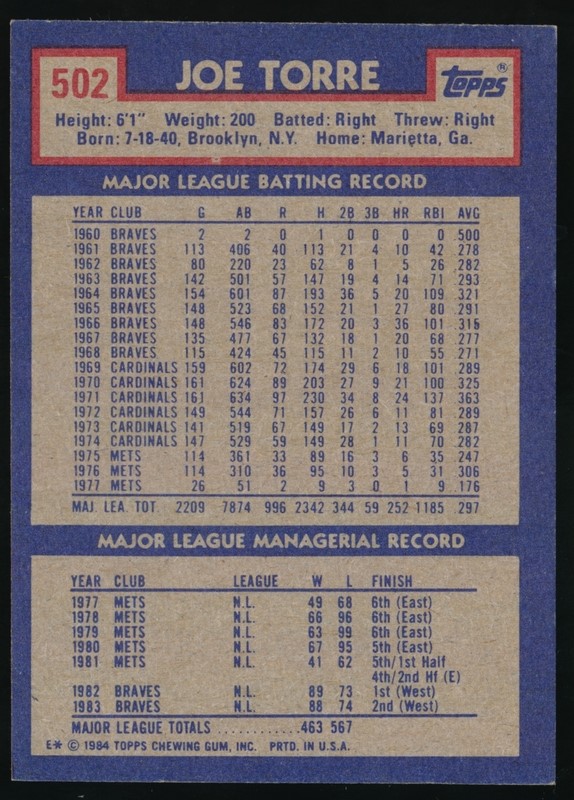 502 JOE TORRE Topps®
Height: 6'1" Weight: 200 Batted: Right Threw: Right
Born: 7-18-40, Brooklyn, N.Y. Home: Marietta, Ga.
MAJOR LEAGUE BATTING RECORD
YEAR CLUB G AB R H 2B 3B HR RBI AVG
1960 BRAVES 2 2 0 1 0 0 0 0 .500
1961 BRAVES 113 406 40 113 21 4 10 42 .278
1962 BRAVES 80 220 23 62 8 1 5 26 .282
1963 BRAVES 142 501 57 147 19 4 14 71 .293
1964 BRAVES 154 601 87 193 36 5 20 109 .321
1965 BRAVES 148 523 68 152 21 1 27 80 .291
1966 BRAVES 148 546 83 172 20 3 36 101 .315
1967 BRAVES 135 477 67 132 18 1 20 68 .277
1968 BRAVES 115 424 45 115 11 2 10 55 .271
1969 CARDINALS 159 602 72 174 29 6 18 101 .289
1970 CARDINALS 161 624 89 203 27 9 21 100 .325
1971 CARDINALS 161 634 97 230 34 8 24 137 .363
1972 CARDINALS 149 544 71 157 26 6 11 81 .289
1973 CARDINALS 141 519 67 149 17 2 13 69 .287
1974 CARDINALS 147 529 59 149 28 1 11 70 .282
1975 METS 114 361 33 89 16 3 6 35 .247
1976 METS 114 310 36 95 10 3 5 31 .306
1977 METS 26 51 2 9 3 0 1 9 .176
MAJ. LEA. TOT. 2209 7874 996 2342 344 59 252 1185 .297
MAJOR LEAGUE MANAGERIAL RECORD
YEAR CLUB LEAGUE W L FINISH
1977 METS N.L. 49 68 6th (East)
1978 METS N.L. 66 96 6th (East)
1979 METS N.L. 63 99 6th (East)
1980 METS N.L. 67 95 5th (East)
1981 METS N.L. 41 62 5th/1st Half
4th/2nd Hf (E)
1982 BRAVES N.L. 89 73 1st (West)
1983 BRAVES N.L. 88 74 2nd (West)
MAJOR LEAGUE TOTALS ............ 463 567
E* © 1984 TOPPS CHEWING GUM, INC. PRTD. IN U.S.A.